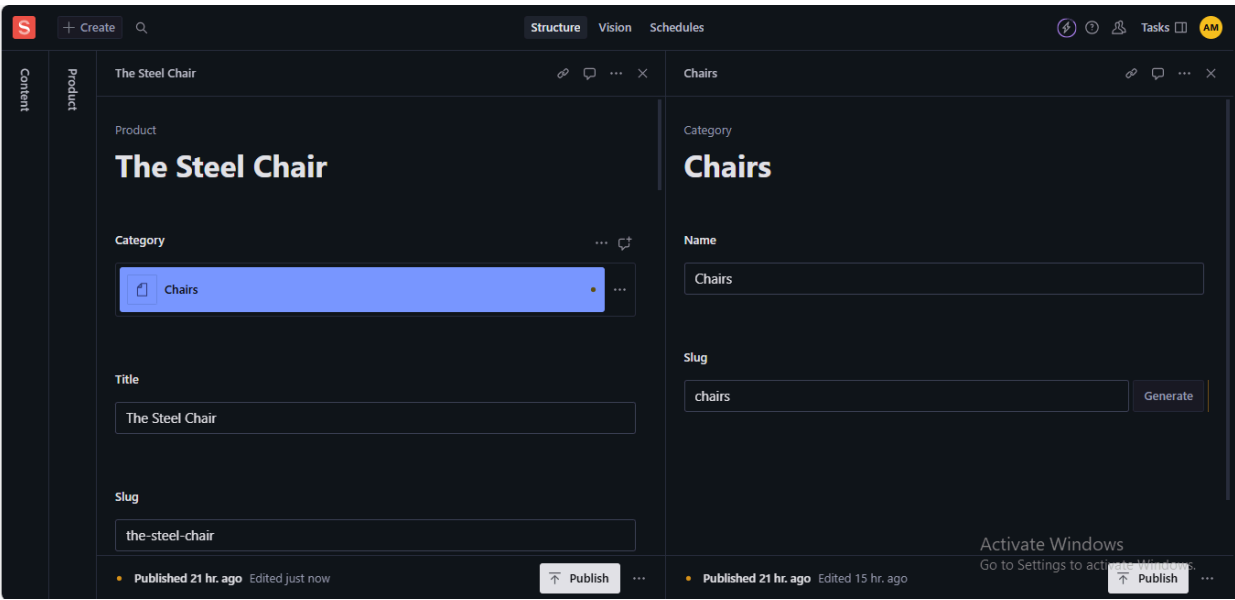 S
Create
Structure Vision Schedules
Tasks
AM
Content
Product
The Steel Chair
Product
The Steel Chair
Category
Chairs
Title
The Steel Chair
Slug
the-steel-chair
Published 21 hr. ago Edited just now
Publish
Chairs
Category
Chairs
Name
Chairs
Slug
chairs
Generate
Activate Windows
Go to Settings to activate Windows.
Published 21 hr. ago Edited 15 hr. ago
Publish